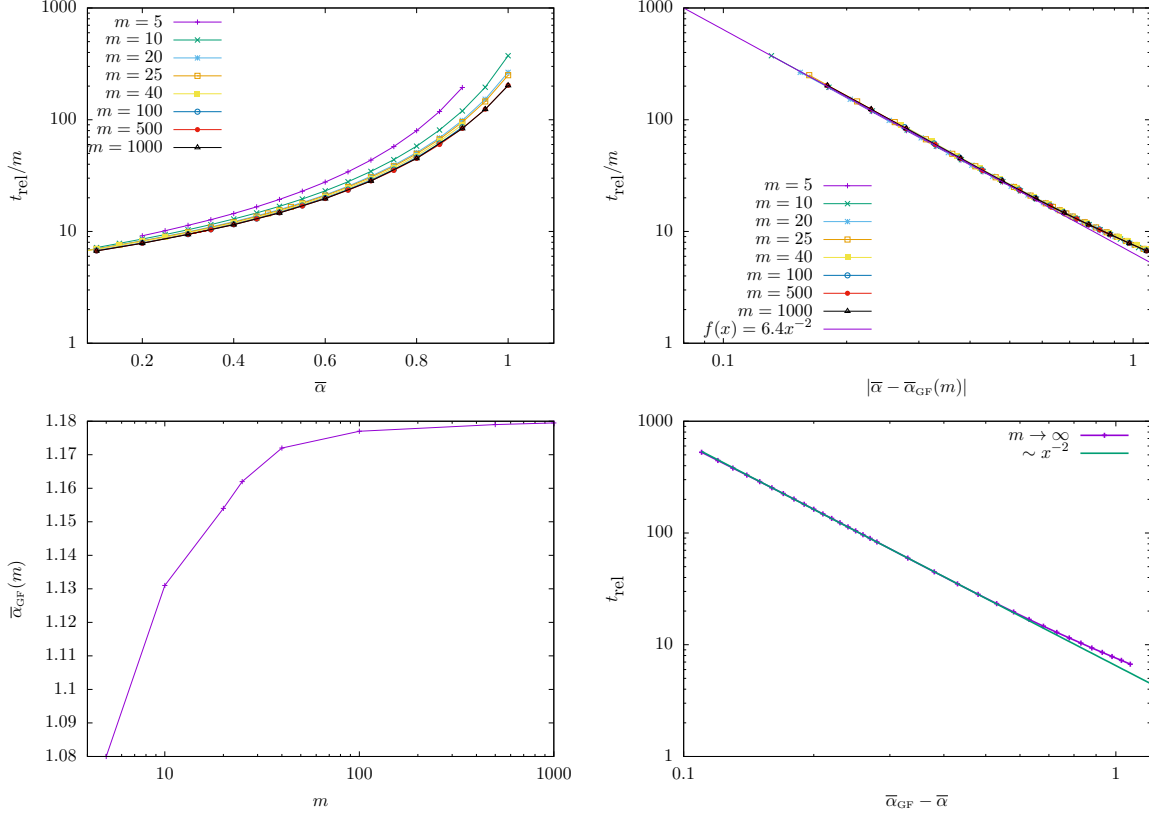 1000
100
10
1
t_rel/m
0.2 0.4 0.6 0.8 1
α̅
m = 5
m = 10
m = 20
m = 25
m = 40
m = 100
m = 500
m = 1000
1000
100
10
1
t_rel/m
0.1 1
|α̅ − α̅_GF(m)|
m = 5
m = 10
m = 20
m = 25
m = 40
m = 100
m = 500
m = 1000
f(x) = 6.4x⁻²
1.18
1.17
1.16
1.15
1.14
1.13
1.12
1.11
1.1
1.09
1.08
α̅_GF(m)
10 100 1000
m
1000
100
10
1
t_rel
0.1 1
α̅_GF − α̅
m → ∞
∼ x⁻²